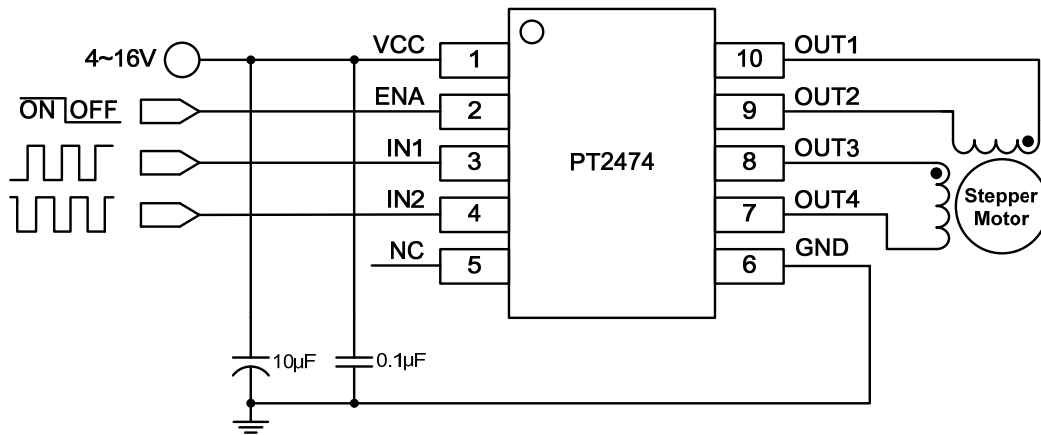 4~16V
VCC
1
ON OFF
ENA
2
IN1
3
IN2
4
NC
5
PT2474
10
OUT1
9
OUT2
8
OUT3
7
OUT4
6
GND
Stepper
Motor
10µF
0.1µF